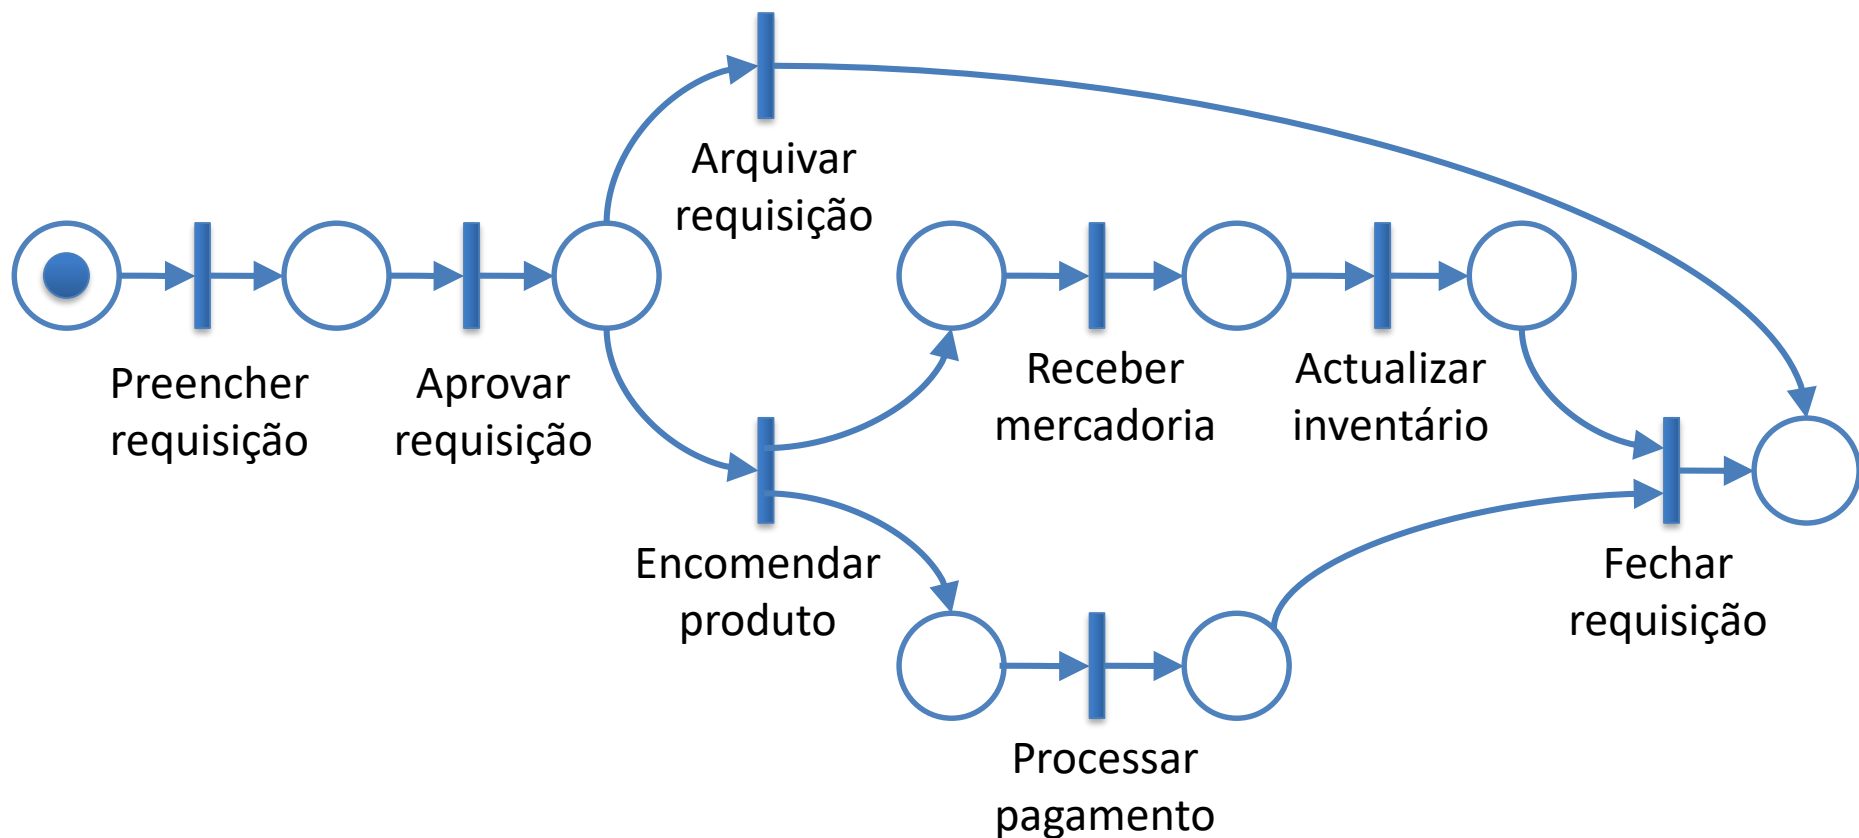 Arquivar
requisição
Preencher
requisição
Aprovar
requisição
Receber
mercadoria
Actualizar
inventário
Encomendar
produto
Fechar
requisição
Processar
pagamento